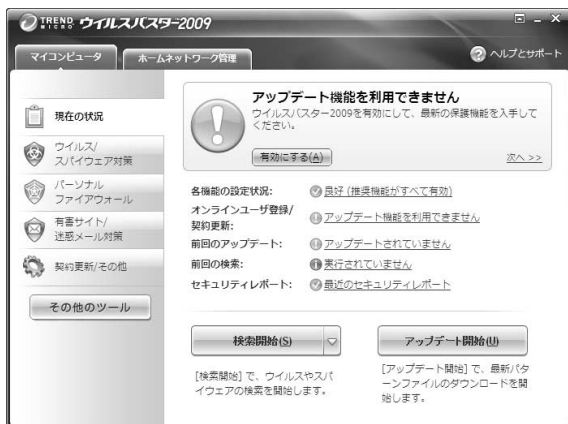 TREND MICRO ウイルスバスター2009
マイコンピュータ
ホームネットワーク管理
ヘルプとサポート
現在の状況
ウイルス/
スパイウェア対策
パーソナル
ファイアウォール
有害サイト/
迷惑メール対策
契約更新/その他
その他のツール
アップデート機能を利用できません
ウイルスバスター2009を有効にして、最新の保護機能を入手して
ください。
有効にする(A)
次へ >>
各機能の設定状況: 良好 (推奨機能がすべて有効)
オンラインユーザ登録/
契約更新: アップデート機能を利用できません
前回のアップデート: アップデートされていません
前回の検索: 実行されていません
セキュリティレポート: 最近のセキュリティレポート
検索開始(S)
アップデート開始(U)
[検索開始] で、ウイルスやスパ
イウェアの検索を開始します。
[アップデート開始] で、最新パタ
ーンファイルのダウンロードを開
始します。